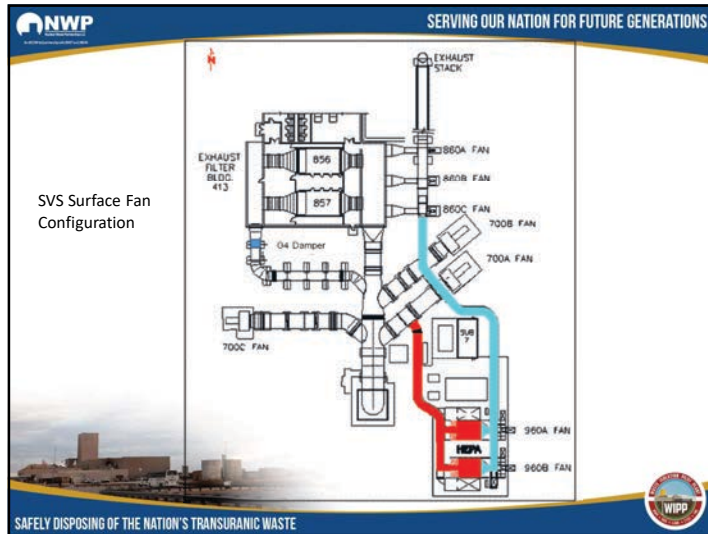 NWP
SERVING OUR NATION FOR FUTURE GENERATIONS
N
EXHAUST
STACK
860A FAN
EXHAUST
FILTER
BLDG.
413
856
860B FAN
857
860C FAN
SVS Surface Fan
Configuration
700B FAN
04 Damper
700A FAN
700C FAN
960A FAN
HEPA
960B FAN
WIPP
SAFELY DISPOSING OF THE NATION'S TRANSURANIC WASTE